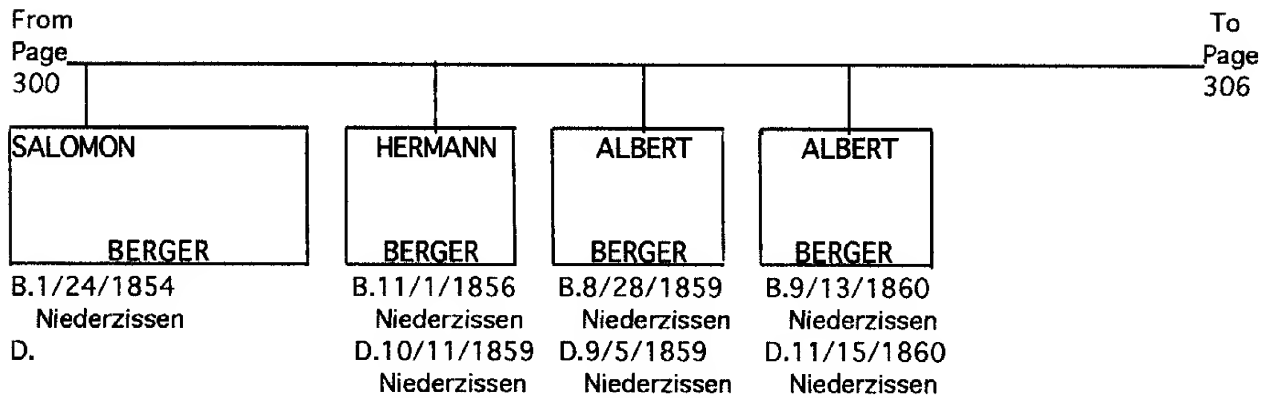 From
Page
300
To
Page
306
SALOMON
BERGER
B.1/24/1854
Niederzissen
D.
HERMANN
BERGER
B.11/1/1856
Niederzissen
D.10/11/1859
Niederzissen
ALBERT
BERGER
B.8/28/1859
Niederzissen
D.9/5/1859
Niederzissen
ALBERT
BERGER
B.9/13/1860
Niederzissen
D.11/15/1860
Niederzissen